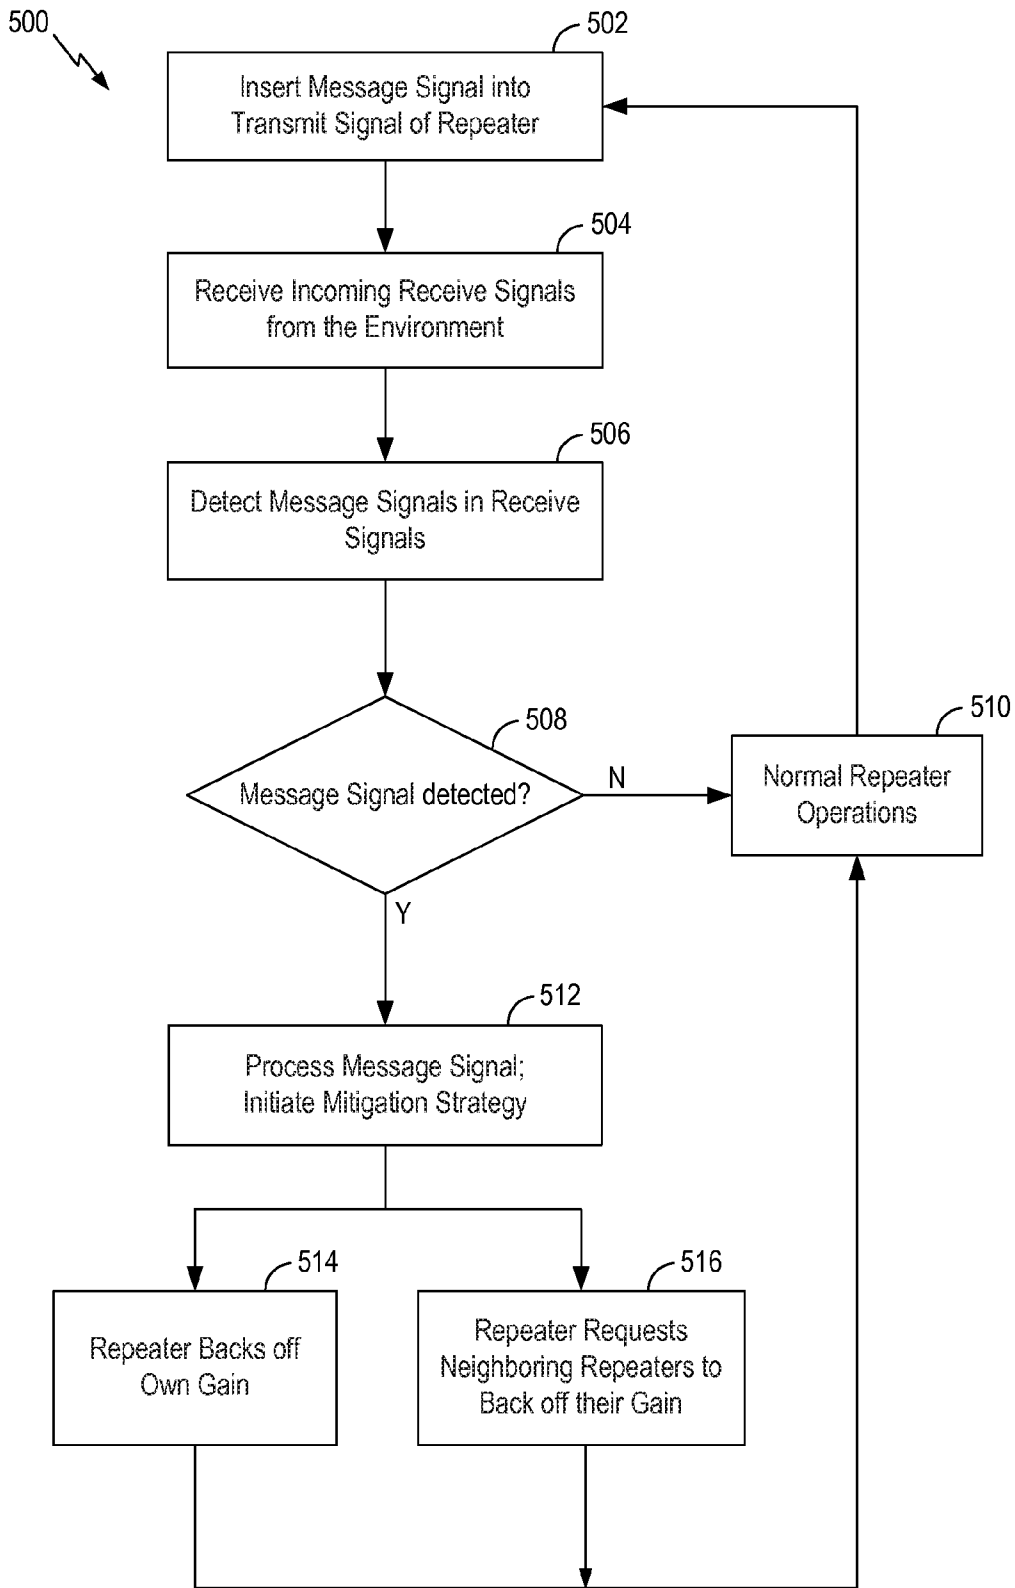 500
502
Insert Message Signal into
Transmit Signal of Repeater
504
Receive Incoming Receive Signals
from the Environment
506
Detect Message Signals in Receive
Signals
508
Message Signal detected?
N
510
Normal Repeater
Operations
Y
512
Process Message Signal;
Initiate Mitigation Strategy
514
Repeater Backs off
Own Gain
516
Repeater Requests
Neighboring Repeaters to
Back off their Gain